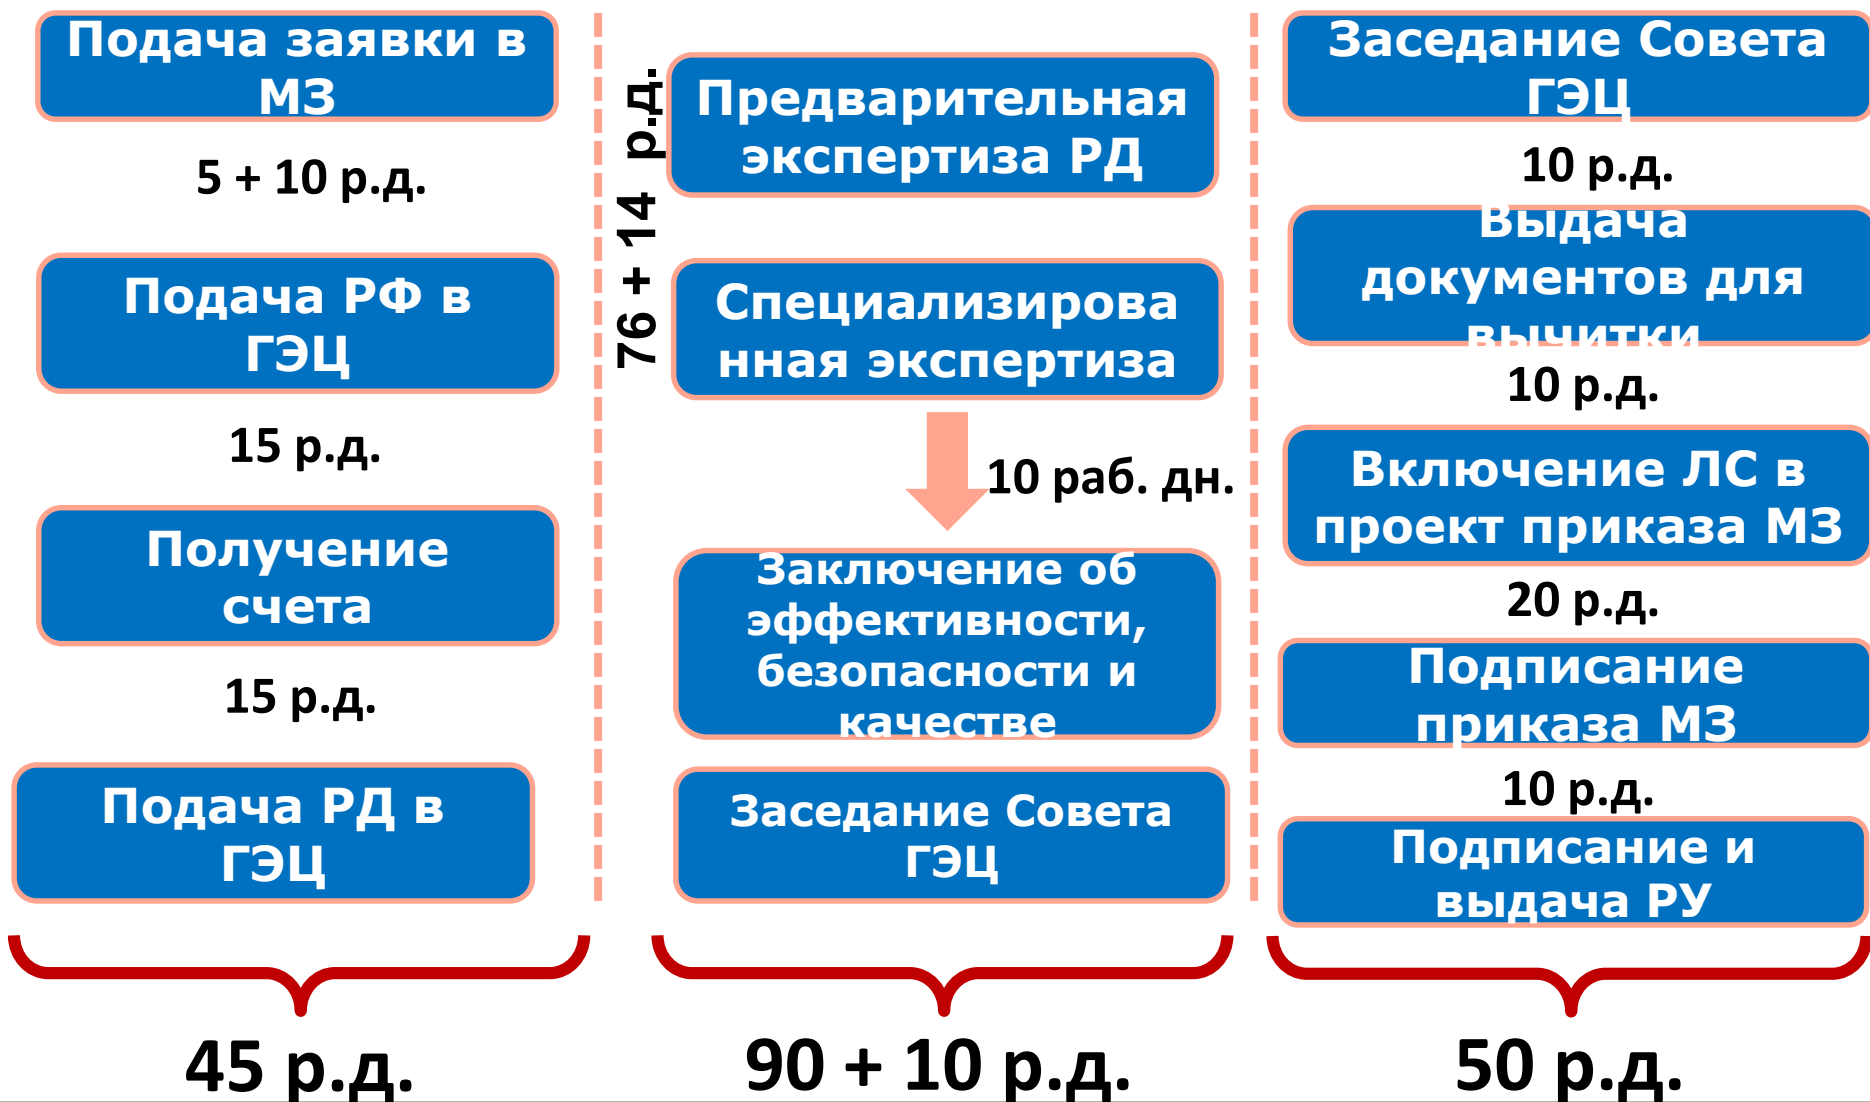 Подача заявки в
МЗ
5 + 10 р.д.
Подача РФ в
ГЭЦ
15 р.д.
Получение
счета
15 р.д.
Подача РД в
ГЭЦ
45 р.д.
76 + 14 р.д.
Предварительная
экспертиза РД
Специализирова
нная экспертиза
10 раб. дн.
Заключение об
эффективности,
безопасности и
качестве
Заседание Совета
ГЭЦ
90 + 10 р.д.
Заседание Совета
ГЭЦ
10 р.д.
Выдача
документов для
вычитки
10 р.д.
Включение ЛС в
проект приказа МЗ
20 р.д.
Подписание
приказа МЗ
10 р.д.
Подписание и
выдача РУ
50 р.д.